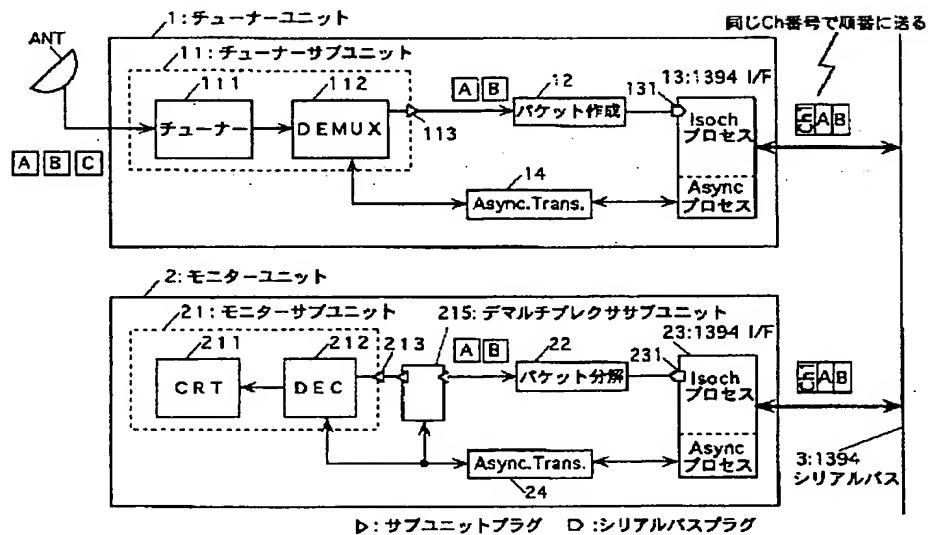 1:チューナーユニット
同じCh番号で順番に送る
ANT
11:チューナーサブユニット
111
112
12
13:1394 I/F
A B
131
チューナー
DEMUX
パケット作成
Isoch
プロセス
Ch1 A B
113
A B C
14
Async.Trans.
Async
プロセス
2:モニターユニット
21:モニターサブユニット
215:デマルチプレクササブユニット
211
212
213
A B
22
23:1394 I/F
231
CRT
DEC
パケット分解
Isoch
プロセス
Ch1 A B
Async.Trans.
Async
プロセス
24
3:1394
シリアルバス
▷:サブユニットプラグ ⊃:シリアルバスプラグ